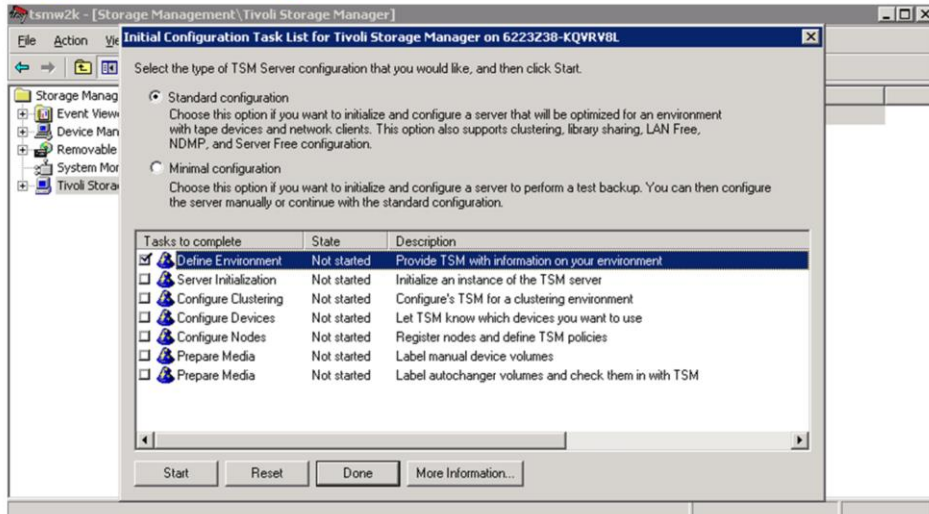 tsmw2k - [Storage Management\Tivoli Storage Manager]
File Action Vie
Initial Configuration Task List for Tivoli Storage Manager on 6223Z38-KQVRV8L
Select the type of TSM Server configuration that you would like, and then click Start.
Storage Manag
Event View
Device Man
Removable
System Mor
Tivoli Stora
Standard configuration
Choose this option if you want to initialize and configure a server that will be optimized for an environment
with tape devices and network clients. This option also supports clustering, library sharing, LAN Free,
NDMP, and Server Free configuration.
Minimal configuration
Choose this option if you want to initialize and configure a server to perform a test backup. You can then configure
the server manually or continue with the standard configuration.
Tasks to complete State Description
Define Environment Not started Provide TSM with information on your environment
Server Initialization Not started Initialize an instance of the TSM server
Configure Clustering Not started Configure's TSM for a clustering environment
Configure Devices Not started Let TSM know which devices you want to use
Configure Nodes Not started Register nodes and define TSM policies
Prepare Media Not started Label manual device volumes
Prepare Media Not started Label autochanger volumes and check them in with TSM
Start Reset Done More Information...